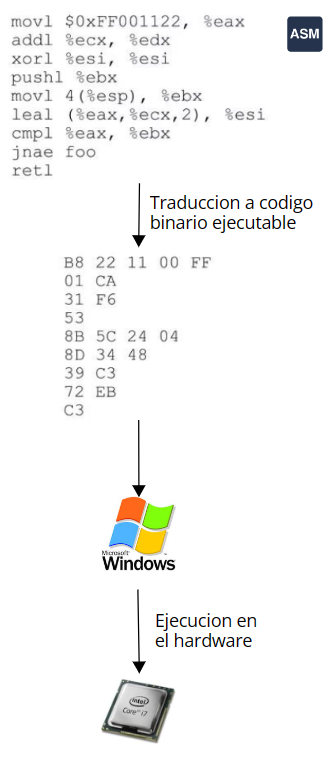 movl $0xFF001122, %eax
ASM
addl %ecx, %edx
xorl %esi, %esi
pushl %ebx
movl 4(%esp), %ebx
leal (%eax,%ecx,2), %esi
cmpl %eax, %ebx
jnae foo
retl
Traduccion a codigo
binario ejecutable
B8 22 11 00 FF
01 CA
31 F6
53
8B 5C 24 04
8D 34 48
39 C3
72 EB
C3
Microsoft
Windows
Ejecucion en
el hardware
intel
Core i7